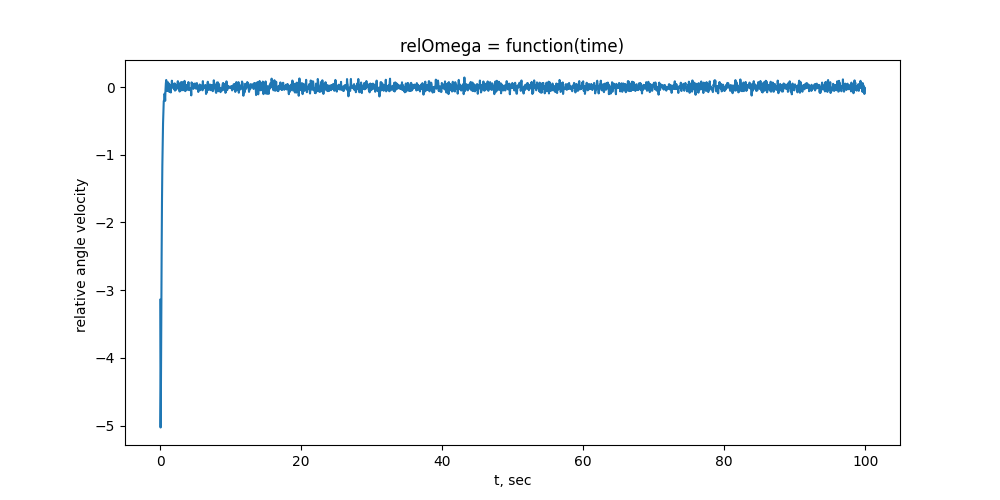 relOmega = function(time)
relative angle velocity
0
−1
−2
−3
−4
−5
0 20 40 60 80 100
t, sec